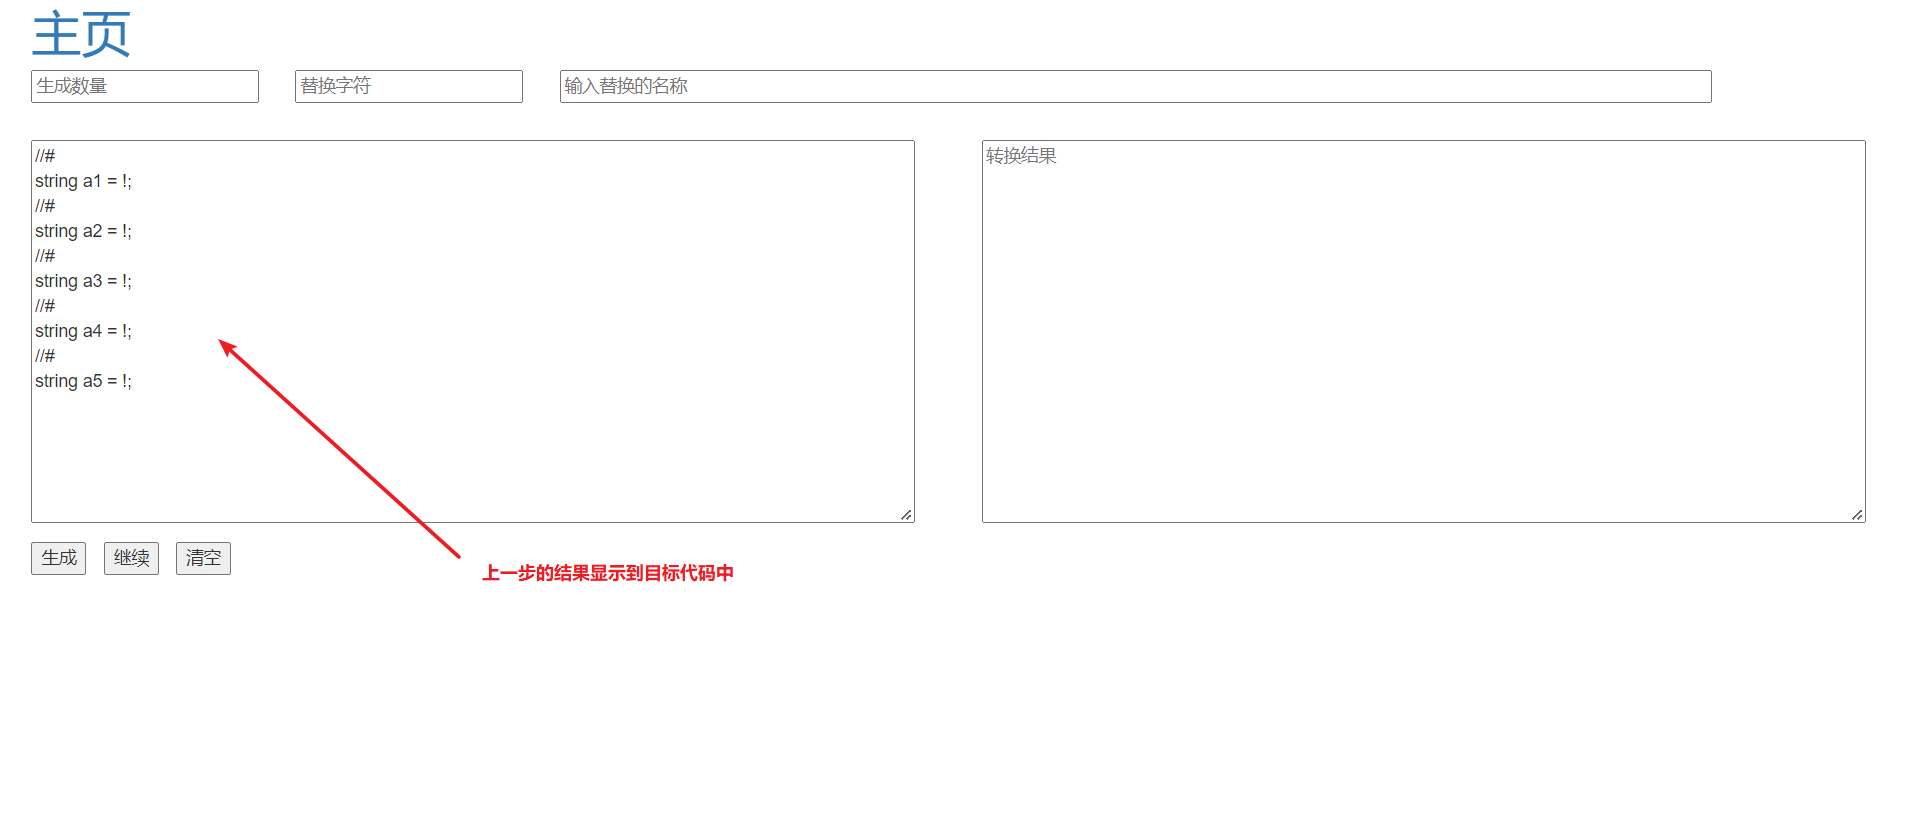 主页
生成数量 替换字符 输入替换的名称
//#
string a1 = !;
//#
string a2 = !;
//#
string a3 = !;
//#
string a4 = !;
//#
string a5 = !;
转换结果
生成 继续 清空
上一步的结果显示到目标代码中